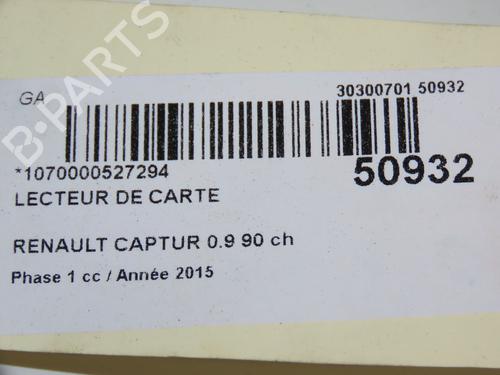 B-PARTS
GA
30300701 50932
*1070000527294
50932
LECTEUR DE CARTE
RENAULT CAPTUR 0.9 90 ch
Phase 1 cc / Année 2015